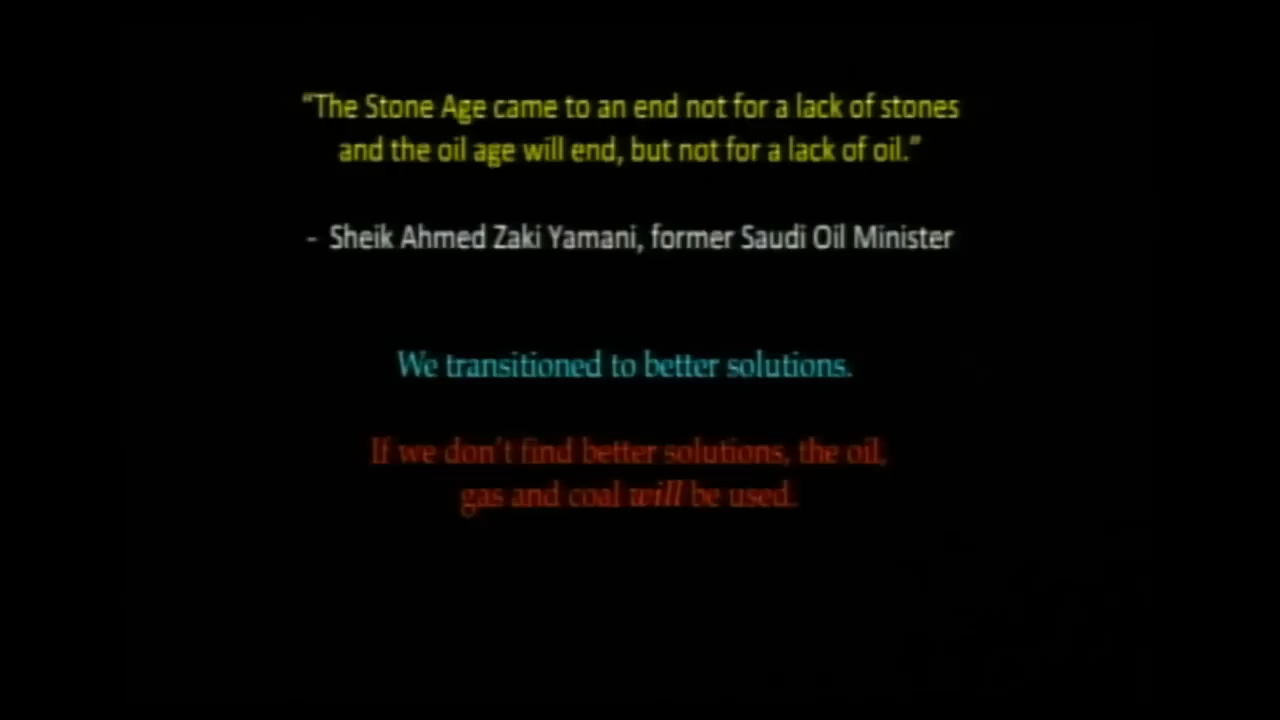 “The Stone Age came to an end not for a lack of stones
and the oil age will end, but not for a lack of oil.”
- Sheik Ahmed Zaki Yamani, former Saudi Oil Minister
We transitioned to better solutions.
If we don't find better solutions, the oil,
gas and coal will be used.